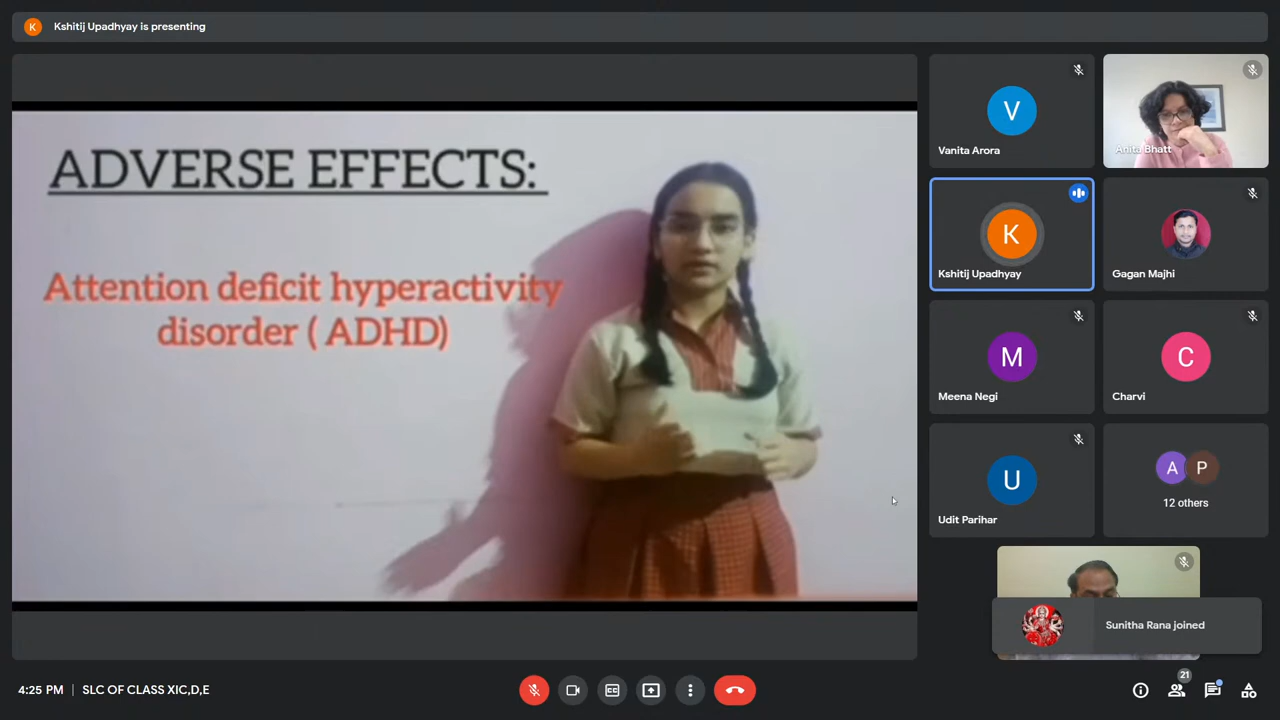 K
Kshitij Upadhyay is presenting
ADVERSE EFFECTS:
Attention deficit hyperactivity
disorder ( ADHD)
V
Vanita Arora
Anita Bhatt
K
Kshitij Upadhyay
Gagan Majhi
M
Meena Negi
C
Charvi
U
Udit Parihar
A P
12 others
Sunitha Rana joined
4:25 PM | SLC OF CLASS XIC,D,E
CC
21